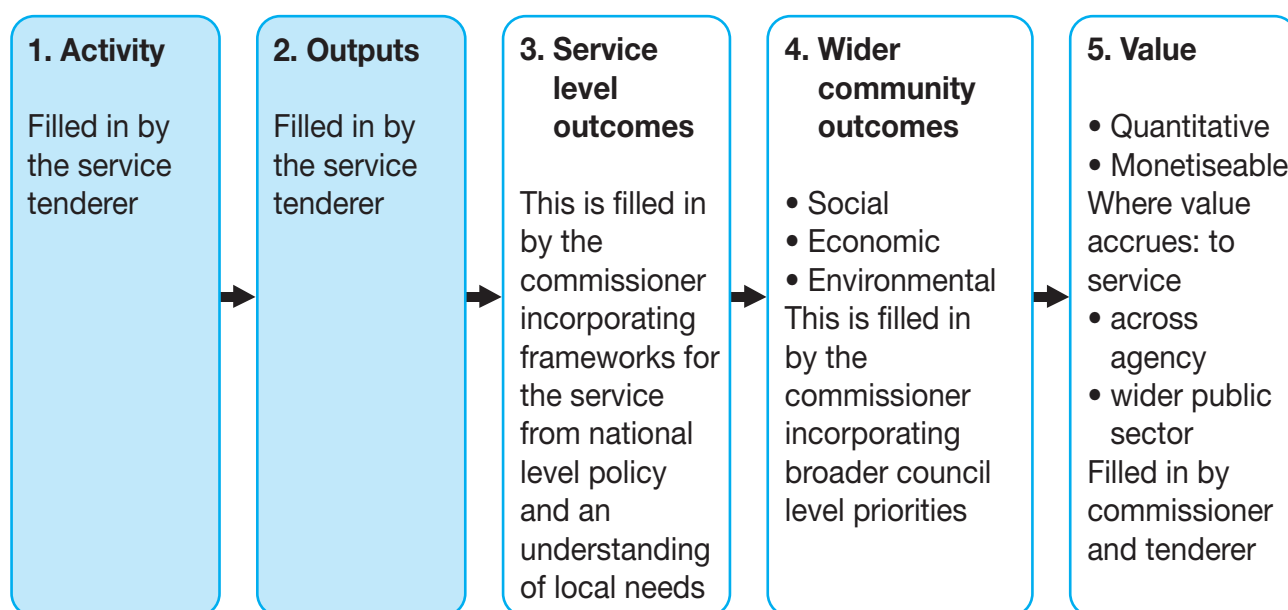 1. Activity
Filled in by
the service
tenderer
2. Outputs
Filled in by
the service
tenderer
3. Service
level
outcomes
This is filled in
by the
commissioner
incorporating
frameworks for
the service
from national
level policy
and an
understanding
of local needs
4. Wider
community
outcomes
• Social
• Economic
• Environmental
This is filled in
by the
commissioner
incorporating
broader council
level priorities
5. Value
• Quantitative
• Monetiseable
Where value
accrues: to
service
• across
agency
• wider public
sector
Filled in by
commissioner
and tenderer